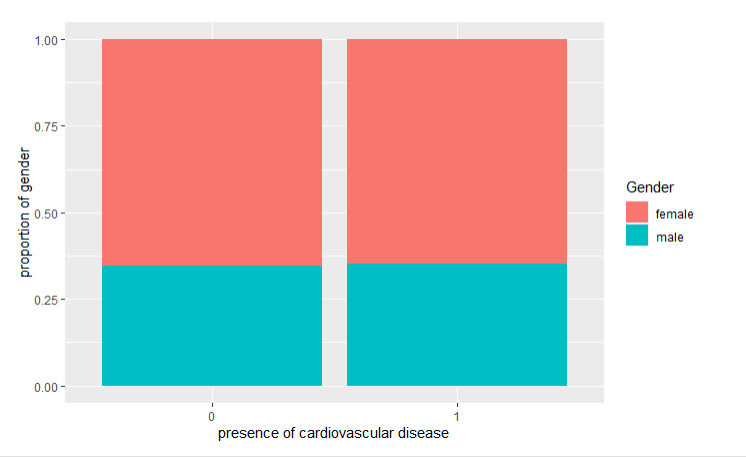 1.00
0.75
0.50
0.25
0.00
proportion of gender
0
1
presence of cardiovascular disease
Gender
female
male